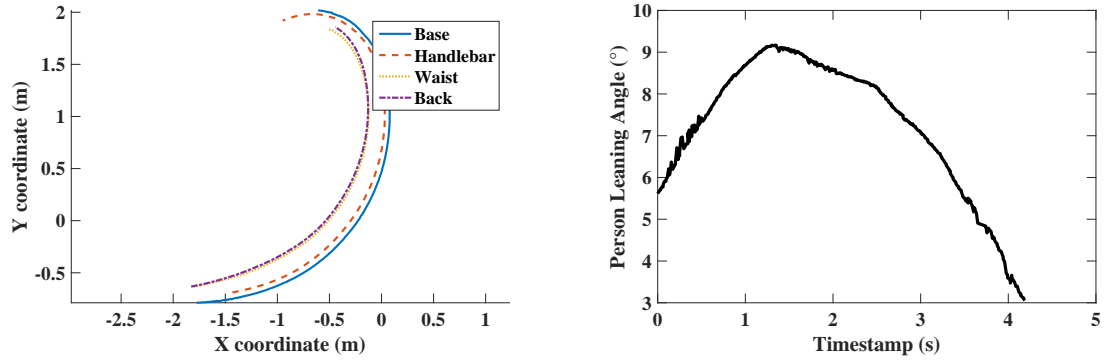 2
1.5
1
0.5
0
-0.5
Y coordinate (m)
-2.5 -2 -1.5 -1 -0.5 0 0.5 1
X coordinate (m)
Base
Handlebar
Waist
Back
10
9
8
7
6
5
4
3
Person Leaning Angle (°)
0 1 2 3 4 5
Timestamp (s)